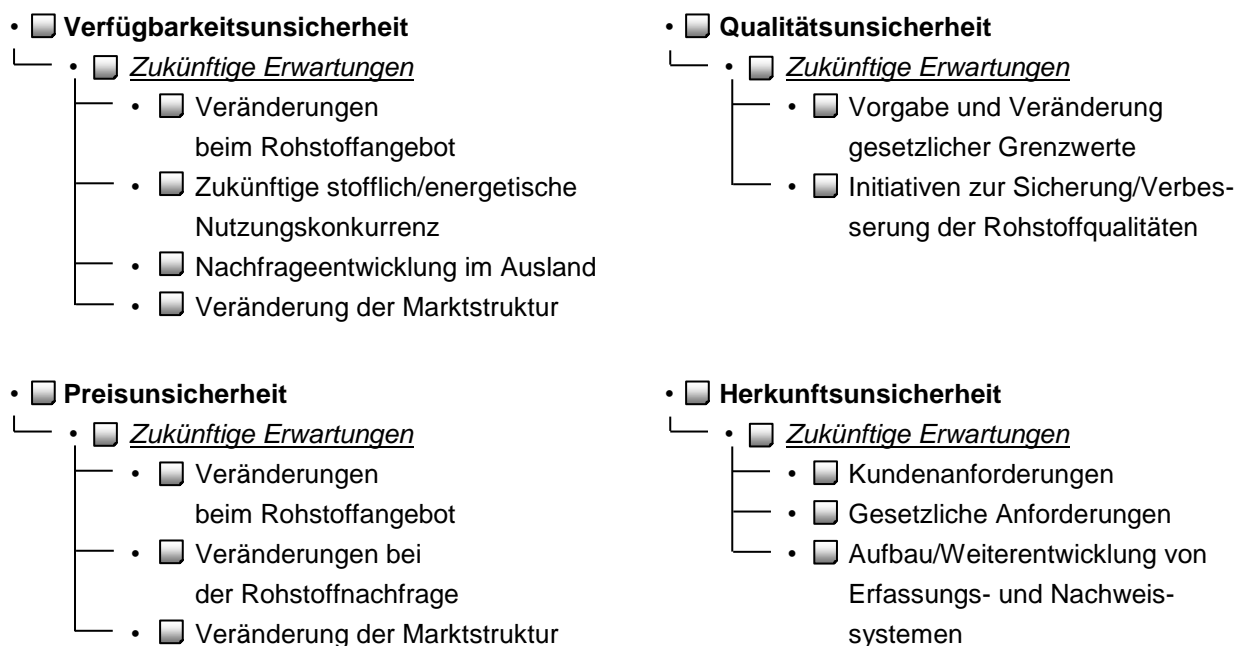 • Verfügbarkeitsunsicherheit
• Zukünftige Erwartungen
• Veränderungen
beim Rohstoffangebot
• Zukünftige stofflich/energetische
Nutzungskonkurrenz
• Nachfrageentwicklung im Ausland
• Veränderung der Marktstruktur
• Qualitätsunsicherheit
• Zukünftige Erwartungen
• Vorgabe und Veränderung
gesetzlicher Grenzwerte
• Initiativen zur Sicherung/Verbes-
serung der Rohstoffqualitäten
• Preisunsicherheit
• Zukünftige Erwartungen
• Veränderungen
beim Rohstoffangebot
• Veränderungen bei
der Rohstoffnachfrage
• Veränderung der Marktstruktur
• Herkunftsunsicherheit
• Zukünftige Erwartungen
• Kundenanforderungen
• Gesetzliche Anforderungen
• Aufbau/Weiterentwicklung von
Erfassungs- und Nachweis-
systemen